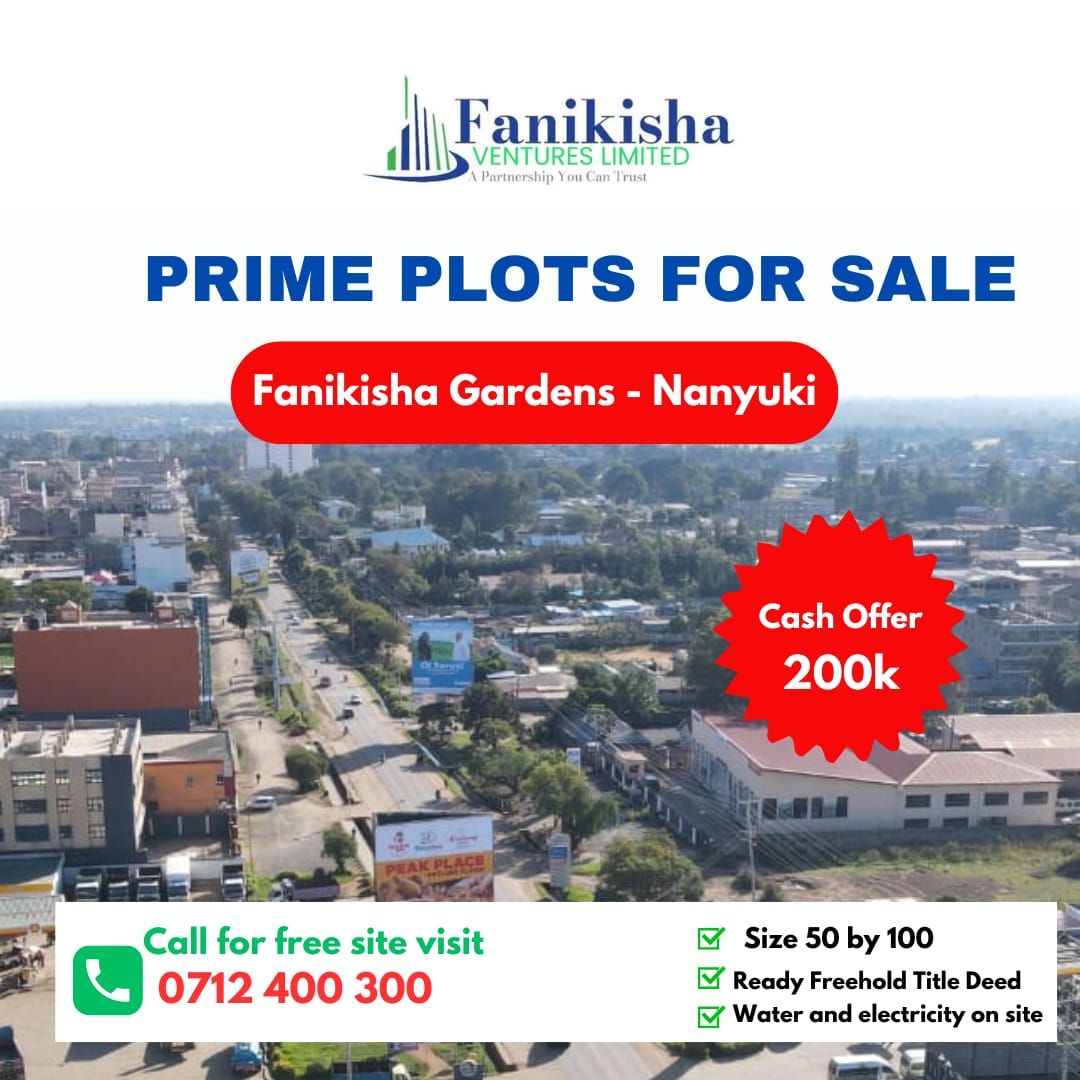 Fanikisha
VENTURES LIMITED
A Partnership You Can Trust
PRIME PLOTS FOR SALE
Fanikisha Gardens - Nanyuki
Cash Offer
200k
PEAK PLACE
Call for free site visit
0712 400 300
Size 50 by 100
Ready Freehold Title Deed
Water and electricity on site